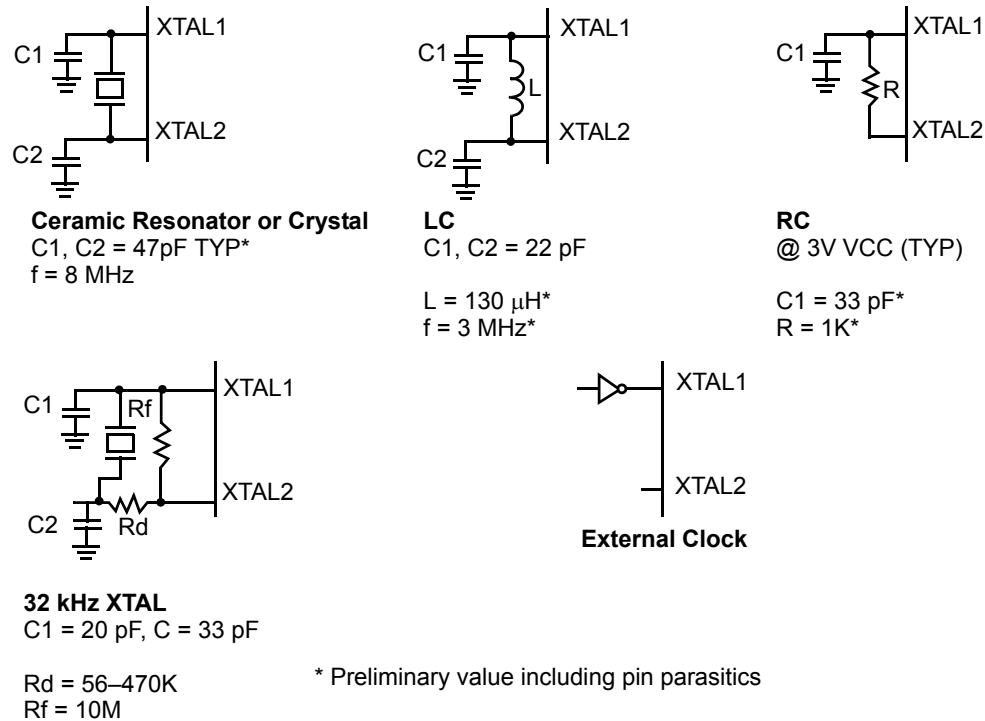 XTAL1
C1
XTAL2
C2
Ceramic Resonator or Crystal
C1, C2 = 47pF TYP*
f = 8 MHz
XTAL1
C1
L
XTAL2
C2
LC
C1, C2 = 22 pF
L = 130 μH*
f = 3 MHz*
XTAL1
C1
R
XTAL2
RC
@ 3V VCC (TYP)
C1 = 33 pF*
R = 1K*
XTAL1
C1
Rf
XTAL2
C2
Rd
32 kHz XTAL
C1 = 20 pF, C = 33 pF
Rd = 56–470K
Rf = 10M
XTAL1
XTAL2
External Clock
* Preliminary value including pin parasitics